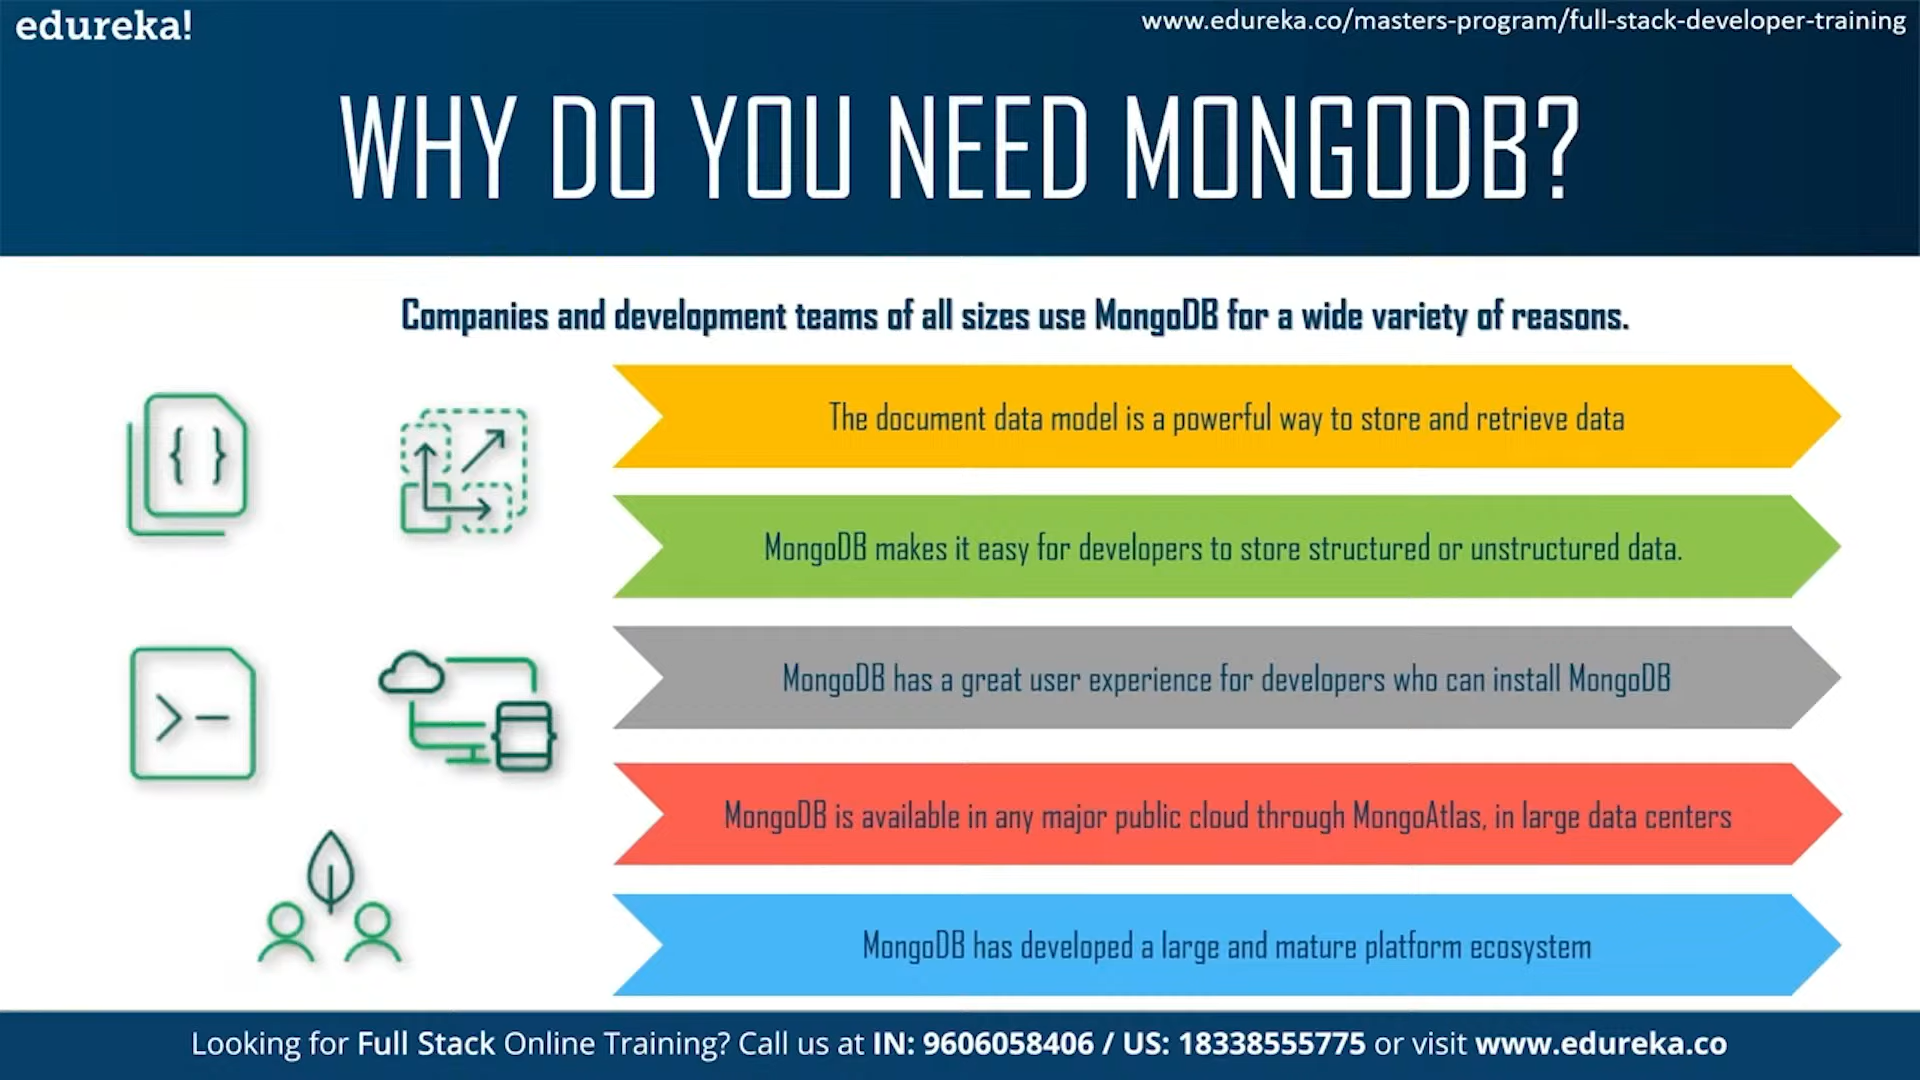 edureka!
www.edureka.co/masters-program/full-stack-developer-training
WHY DO YOU NEED MONGODB?
Companies and development teams of all sizes use MongoDB for a wide variety of reasons.
The document data model is a powerful way to store and retrieve data
MongoDB makes it easy for developers to store structured or unstructured data.
MongoDB has a great user experience for developers who can install MongoDB
MongoDB is available in any major public cloud through MongoAtlas, in large data centers
MongoDB has developed a large and mature platform ecosystem
Looking for Full Stack Online Training? Call us at IN: 9606058406 / US: 18338555775 or visit www.edureka.co